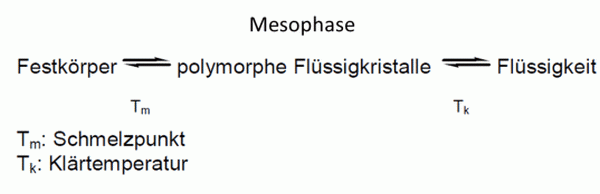 Mesophase
Festkörper ⇌ polymorphe Flüssigkristalle ⇌ Flüssigkeit
Tm Tk
Tm: Schmelzpunkt
Tk: Klärtemperatur